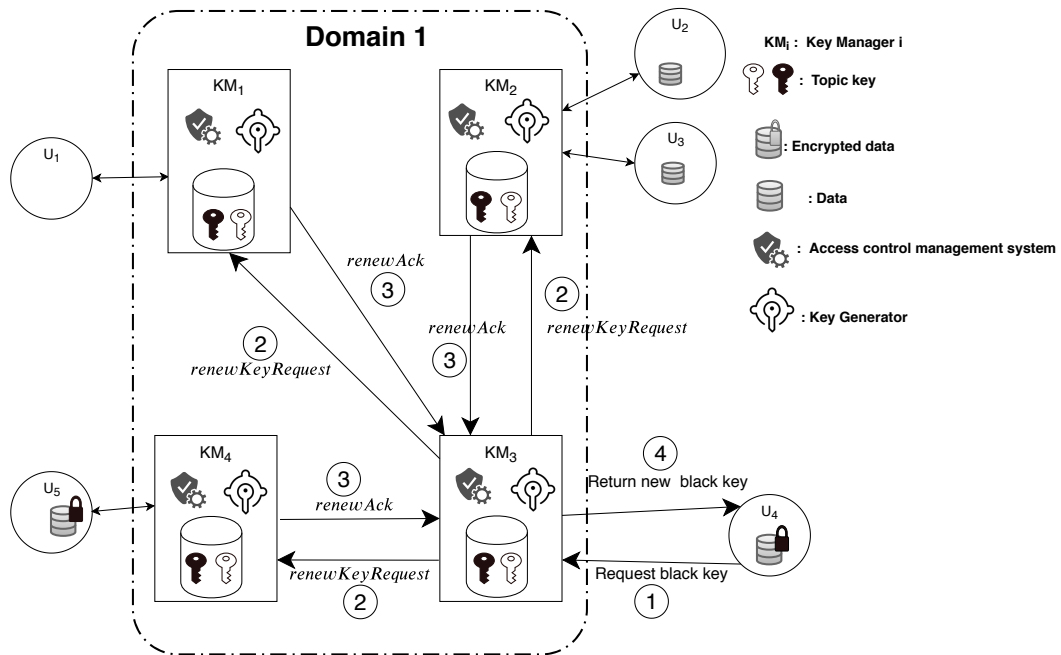 Domain 1
KM1
KM2
U1
U2
U3
KMi : Key Manager i
: Topic key
: Encrypted data
: Data
: Access control management system
: Key Generator
renewAck
3
2
renewKeyRequest
renewAck
3
2
renewKeyRequest
KM4
KM3
U5
U4
3
renewAck
renewKeyRequest
2
4
Return new black key
Request black key
1